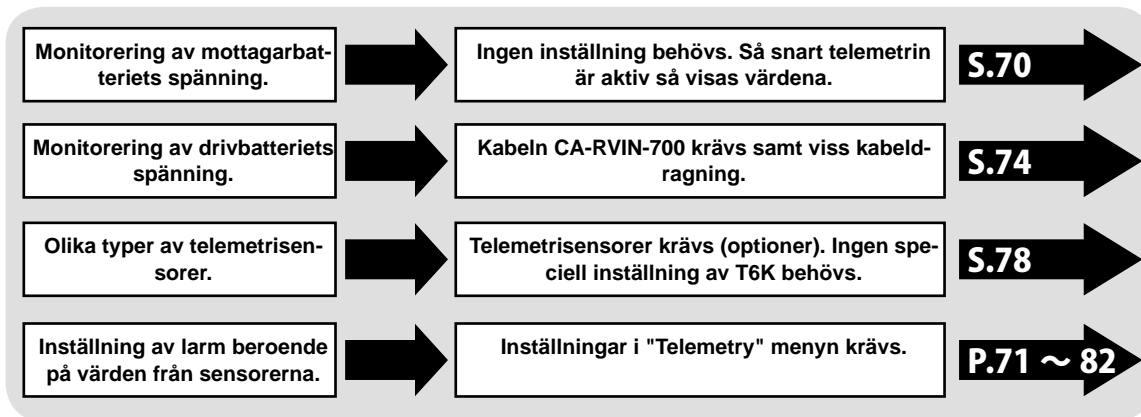 Monitorering av mottagarbat-
teriets spänning.
Ingen inställning behövs. Så snart telemetrin
är aktiv så visas värdena.
S.70
Monitorering av drivbatteriets
spänning.
Kabeln CA-RVIN-700 krävs samt viss kabeld-
ragning.
S.74
Olika typer av telemetrisen-
sorer.
Telemetrisensorer krävs (optioner). Ingen spe-
ciell inställning av T6K behövs.
S.78
Inställning av larm beroende
på värden från sensorerna.
Inställningar i "Telemetry" menyn krävs.
P.71 ～ 82